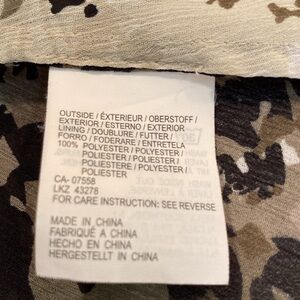 OUTSIDE / ÉXTERIEUR / OBERSTOFF /
EXTERIOR / ESTERNO / EXTERIOR
LINING / DOUBLURE / FUTTER /
FORRO / FODERARE / ENTRETELA
100% POLYESTER / POLYESTER /
POLIESTERE / POLIESTER /
POLYESTER / POLIESTER /
POLIESTER
CA- 07558
LKZ 43278
FOR CARE INSTRUCTION: SEE REVERSE
MADE IN CHINA
FABRIQUÉ A CHINA
HECHO EN CHINA
HERGESTELLT IN CHINA